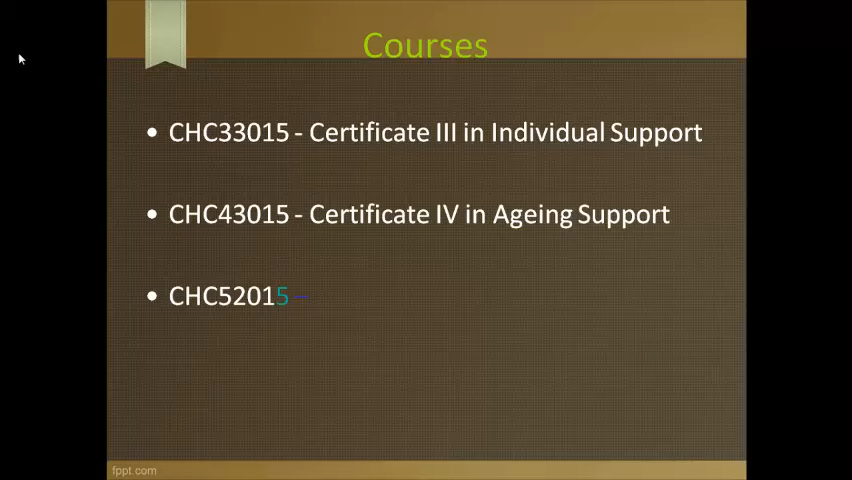 Courses
• CHC33015 - Certificate III in Individual Support
• CHC43015 - Certificate IV in Ageing Support
• CHC52015 –
fppt.com